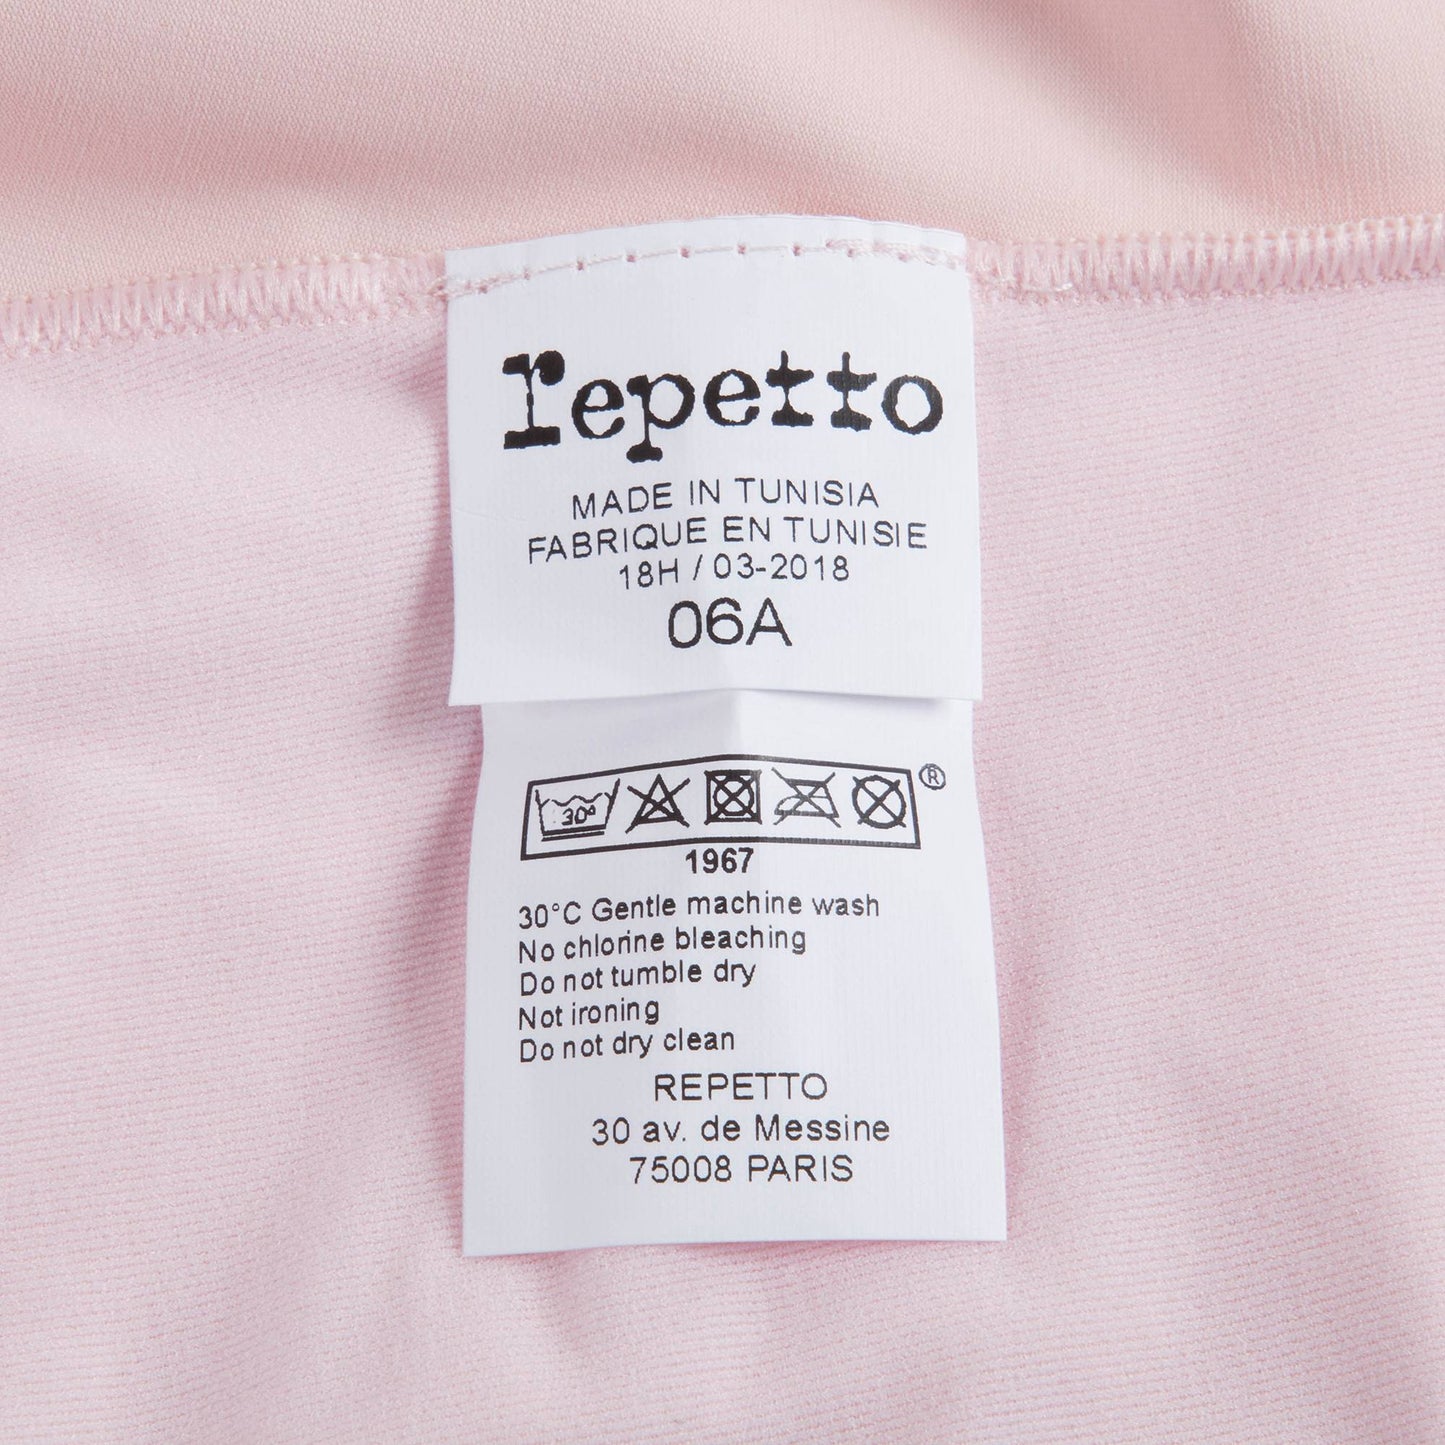 repetto
MADE IN TUNISIA
FABRIQUE EN TUNISIE
18H / 03-2018
06A
30°
®
1967
30°C Gentle machine wash
No chlorine bleaching
Do not tumble dry
Not ironing
Do not dry clean
REPETTO
30 av. de Messine
75008 PARIS